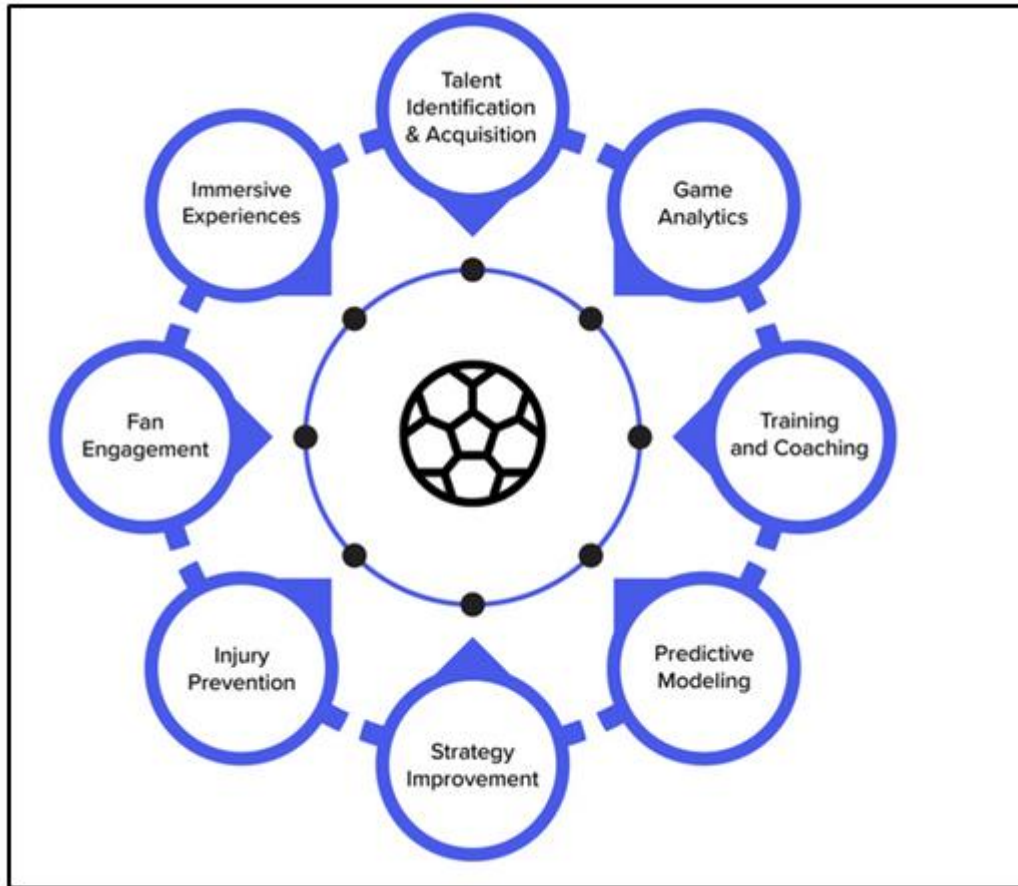 Talent
Identification
& Acquisition
Game
Analytics
Training
and Coaching
Predictive
Modeling
Strategy
Improvement
Injury
Prevention
Fan
Engagement
Immersive
Experiences